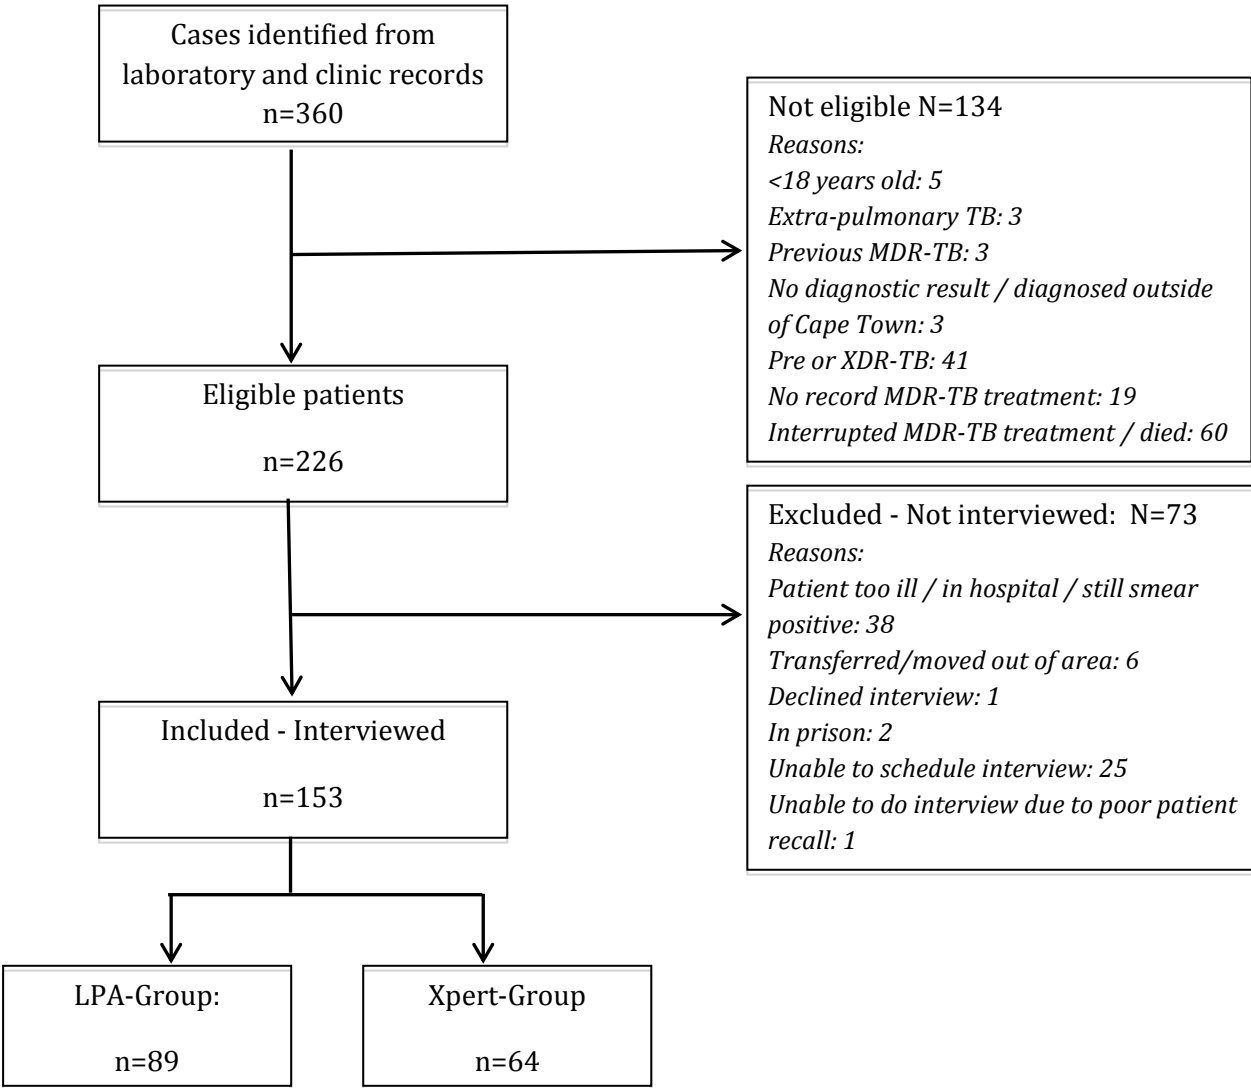 Cases identified from
laboratory and clinic records
n=360
Not eligible N=134
Reasons:
<18 years old: 5
Extra-pulmonary TB: 3
Previous MDR-TB: 3
No diagnostic result / diagnosed outside
of Cape Town: 3
Pre or XDR-TB: 41
No record MDR-TB treatment: 19
Interrupted MDR-TB treatment / died: 60
Eligible patients
n=226
Excluded - Not interviewed: N=73
Reasons:
Patient too ill / in hospital / still smear
positive: 38
Transferred/moved out of area: 6
Declined interview: 1
In prison: 2
Unable to schedule interview: 25
Unable to do interview due to poor patient
recall: 1
Included - Interviewed
n=153
LPA-Group:
n=89
Xpert-Group
n=64